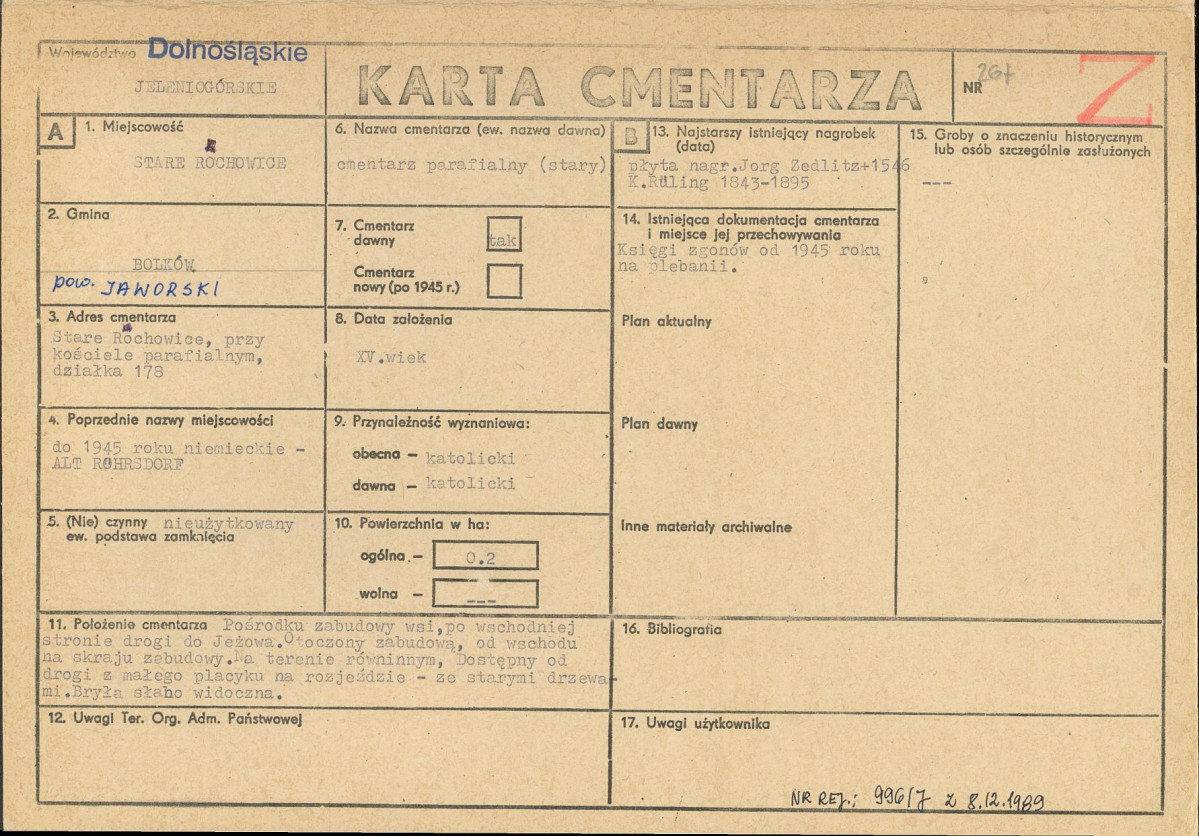 Województwo Dolnośląskie
JELENIOGÓRSKIE
KARTA CMENTARZA
NR 267
Z
A
1. Miejscowość
STARE ROCHOWICE
2. Gmina
BOLKÓW
pow. JAWORSKI
3. Adres cmentarza
Stare Rochowice, przy
kościele parafialnym,
działka 178
4. Poprzednie nazwy miejscowości
do 1945 roku niemieckie -
ALT ROHRSDORF
5. (Nie) czynny nieużytkowany
ew. podstawa zamknięcia
6. Nazwa cmentarza (ew. nazwa dawna)
cmentarz parafialny (stary)
7. Cmentarz
dawny tak
Cmentarz
nowy (po 1945 r.)
8. Data założenia
XV.wiek
9. Przynależność wyznaniowa:
obecna - katolicki
dawna - katolicki
10. Powierzchnia w ha:
ogólna - 0.2
wolna - ---
11. Położenie cmentarza Pośrodku zabudowy wsi,po wschodniej
stronie drogi do Jeżowa.Otoczony zabudową, od wschodu
na skraju zabudowy.Na terenie równinnym, Dostępny od
drogi z małego placyku na rozjeździe - ze starymi drzewa-
mi.Bryła słabo widoczna.
12. Uwagi Ter. Org. Adm. Państwowej
B
13. Najstarszy istniejący nagrobek
(data)
płyta nagr.Jorg Zedlitz+1546
K.Rüling 1843-1895
14. Istniejąca dokumentacja cmentarza
i miejsce jej przechowywania
Księgi zgonów od 1945 roku
na plebanii.
Plan aktualny
Plan dawny
Inne materiały archiwalne
15. Groby o znaczeniu historycznym
lub osób szczególnie zasłużonych
---
16. Bibliografia
17. Uwagi użytkownika
NR REJ.: 996/J z 8.12.1989